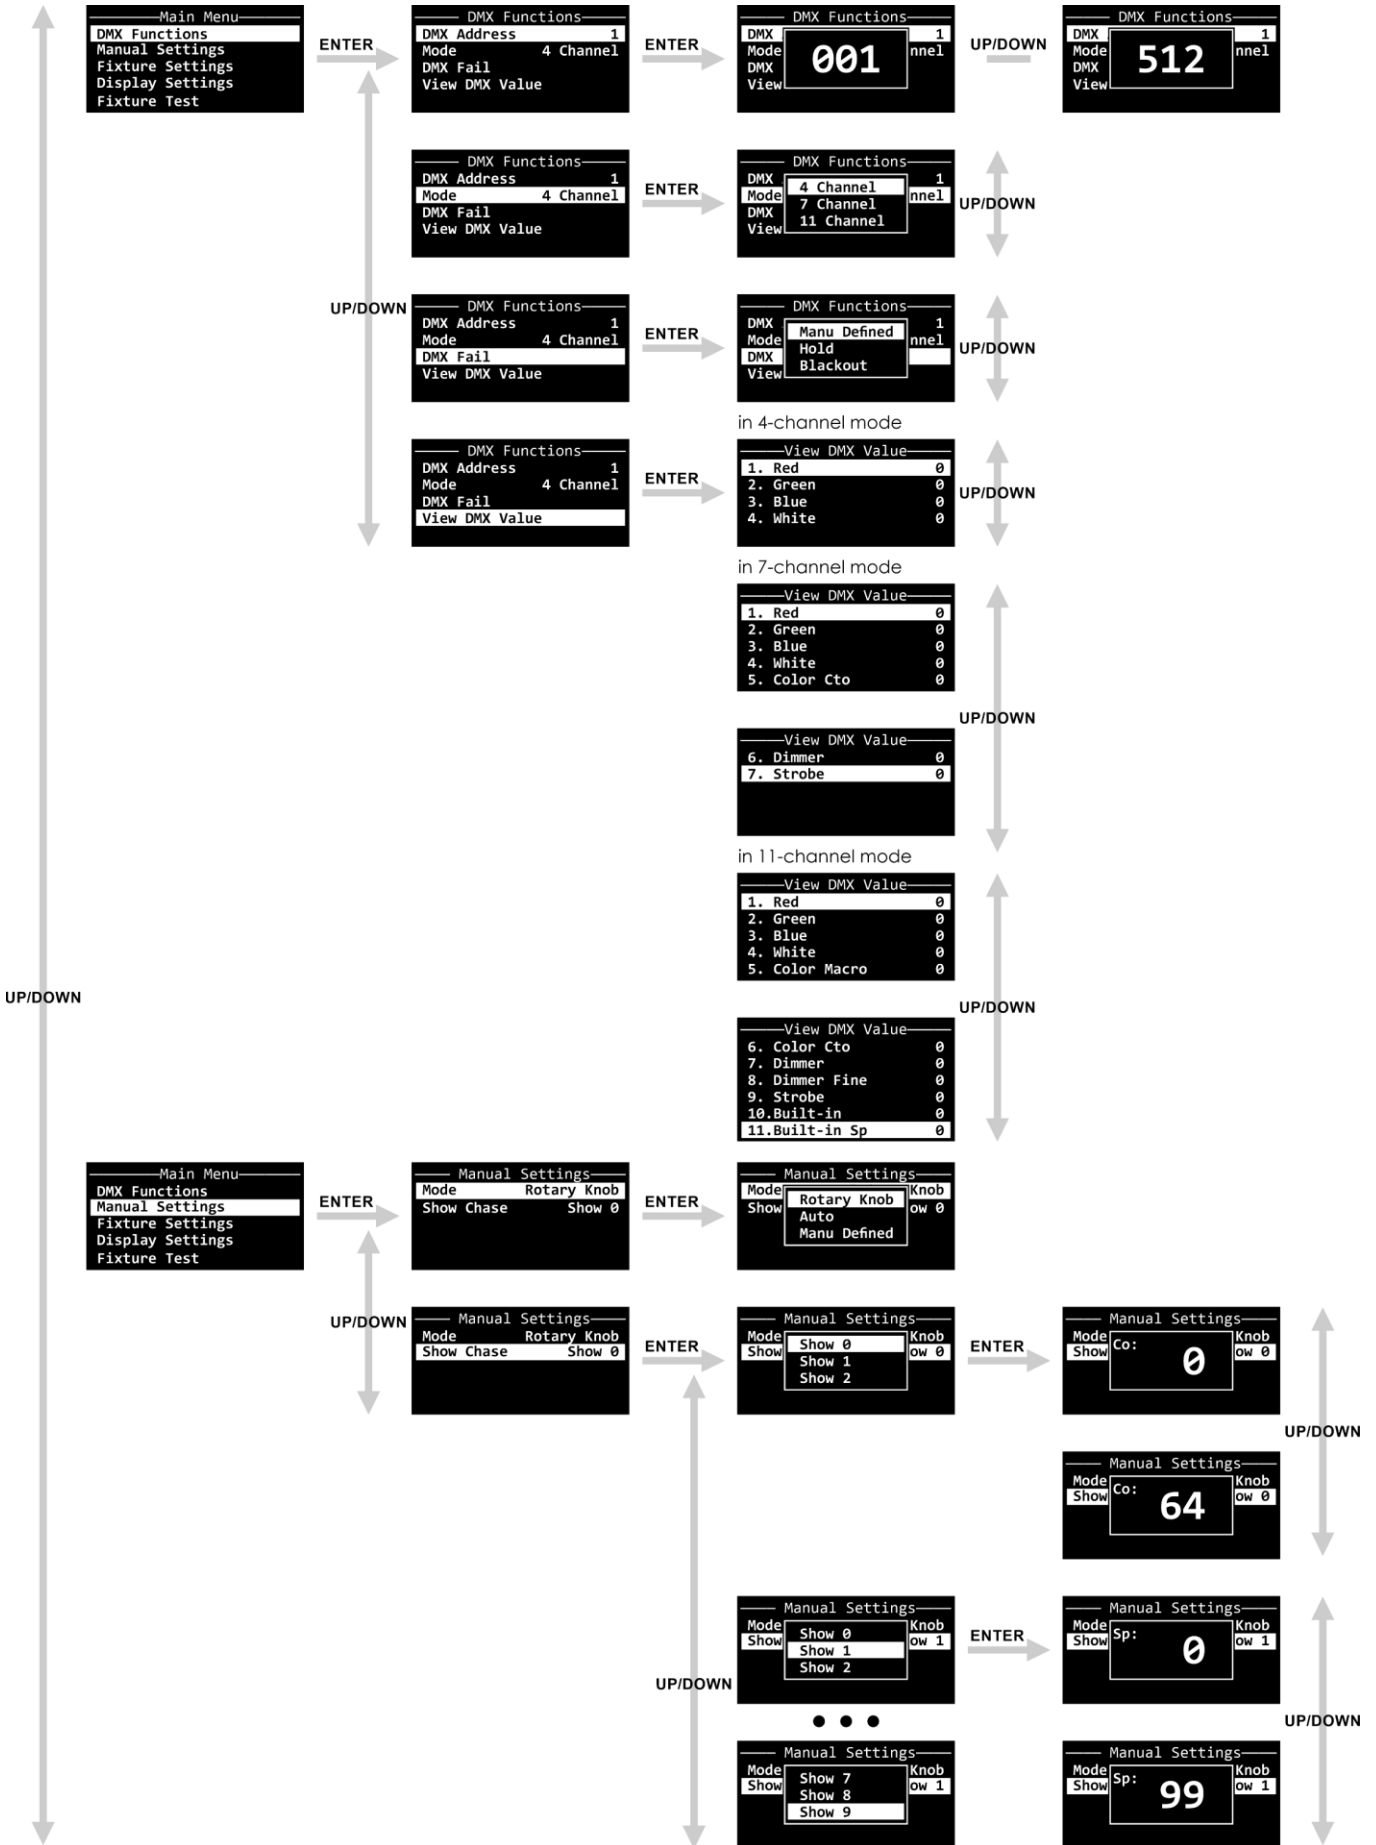 Main Menu
DMX Functions
Manual Settings
Fixture Settings
Display Settings
Fixture Test
ENTER
DMX Functions
DMX Address 1
Mode 4 Channel
DMX Fail
View DMX Value
ENTER
DMX Functions
DMX 1
Mode nnel
DMX
View
001
UP/DOWN
DMX Functions
DMX 1
Mode nnel
DMX
View
512
DMX Functions
DMX Address 1
Mode 4 Channel
DMX Fail
View DMX Value
ENTER
DMX Functions
DMX 1
Mode nnel
DMX
View
4 Channel
7 Channel
11 Channel
UP/DOWN
UP/DOWN
DMX Functions
DMX Address 1
Mode 4 Channel
DMX Fail
View DMX Value
ENTER
DMX Functions
DMX 1
Mode nnel
DMX
View
Manu Defined
Hold
Blackout
UP/DOWN
in 4-channel mode
DMX Functions
DMX Address 1
Mode 4 Channel
DMX Fail
View DMX Value
ENTER
View DMX Value
1. Red 0
2. Green 0
3. Blue 0
4. White 0
UP/DOWN
in 7-channel mode
View DMX Value
1. Red 0
2. Green 0
3. Blue 0
4. White 0
5. Color Cto 0
UP/DOWN
View DMX Value
6. Dimmer 0
7. Strobe 0
in 11-channel mode
View DMX Value
1. Red 0
2. Green 0
3. Blue 0
4. White 0
5. Color Macro 0
UP/DOWN
UP/DOWN
View DMX Value
6. Color Cto 0
7. Dimmer 0
8. Dimmer Fine 0
9. Strobe 0
10.Built-in 0
11.Built-in Sp 0
Main Menu
DMX Functions
Manual Settings
Fixture Settings
Display Settings
Fixture Test
ENTER
Manual Settings
Mode Rotary Knob
Show Chase Show 0
ENTER
Manual Settings
Mode Knob
Show ow 0
Rotary Knob
Auto
Manu Defined
UP/DOWN
Manual Settings
Mode Rotary Knob
Show Chase Show 0
ENTER
Manual Settings
Mode Knob
Show ow 0
Show 0
Show 1
Show 2
ENTER
Manual Settings
Mode Knob
Show ow 0
Co:
0
UP/DOWN
Manual Settings
Mode Knob
Show ow 0
Co:
64
UP/DOWN
Manual Settings
Mode Knob
Show ow 1
Show 0
Show 1
Show 2
ENTER
Manual Settings
Mode Knob
Show ow 1
Sp:
0
UP/DOWN
Manual Settings
Mode Knob
Show ow 1
Show 7
Show 8
Show 9
Manual Settings
Mode Knob
Show ow 1
Sp:
99